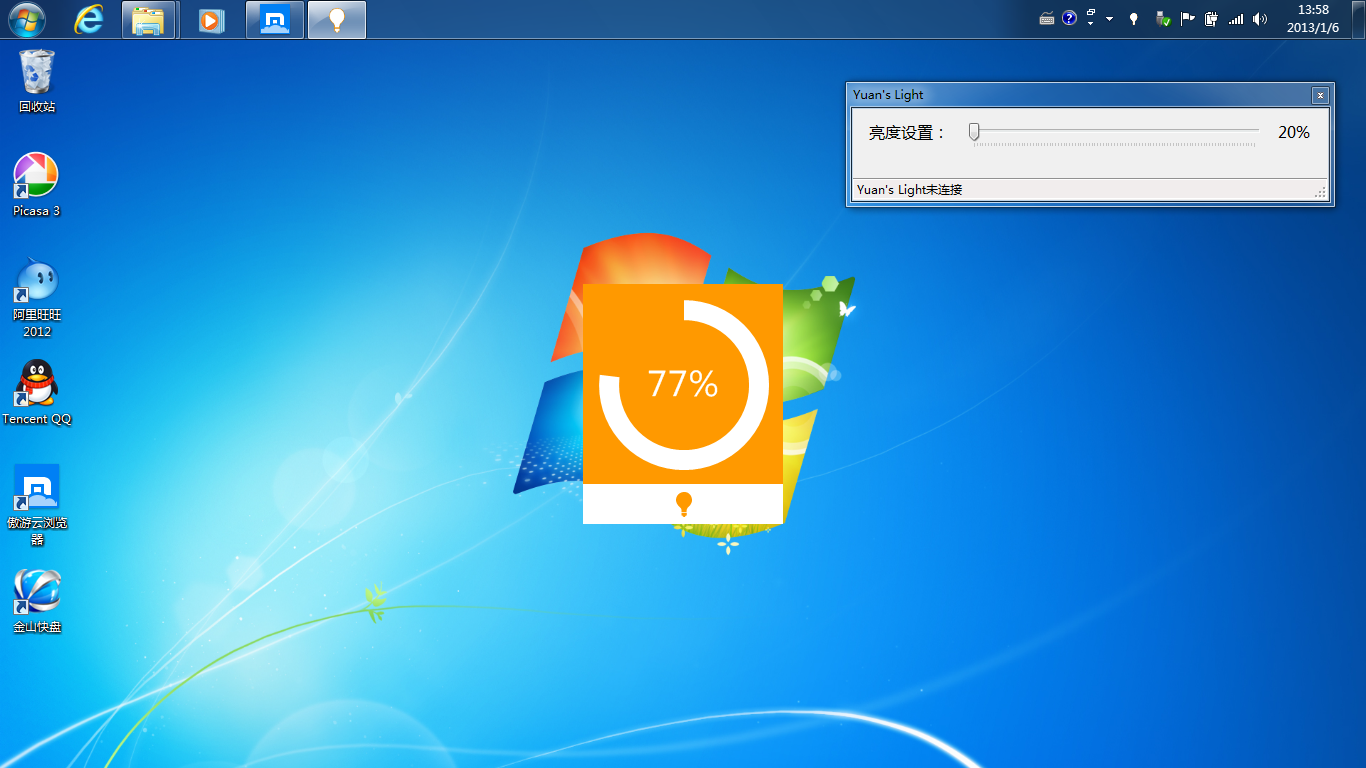 13:58
2013/1/6
回收站
Picasa 3
阿里旺旺
2012
Tencent QQ
傲游云浏览
器
金山快盘
Yuan's Light
亮度设置：
20%
Yuan's Light未连接
77%